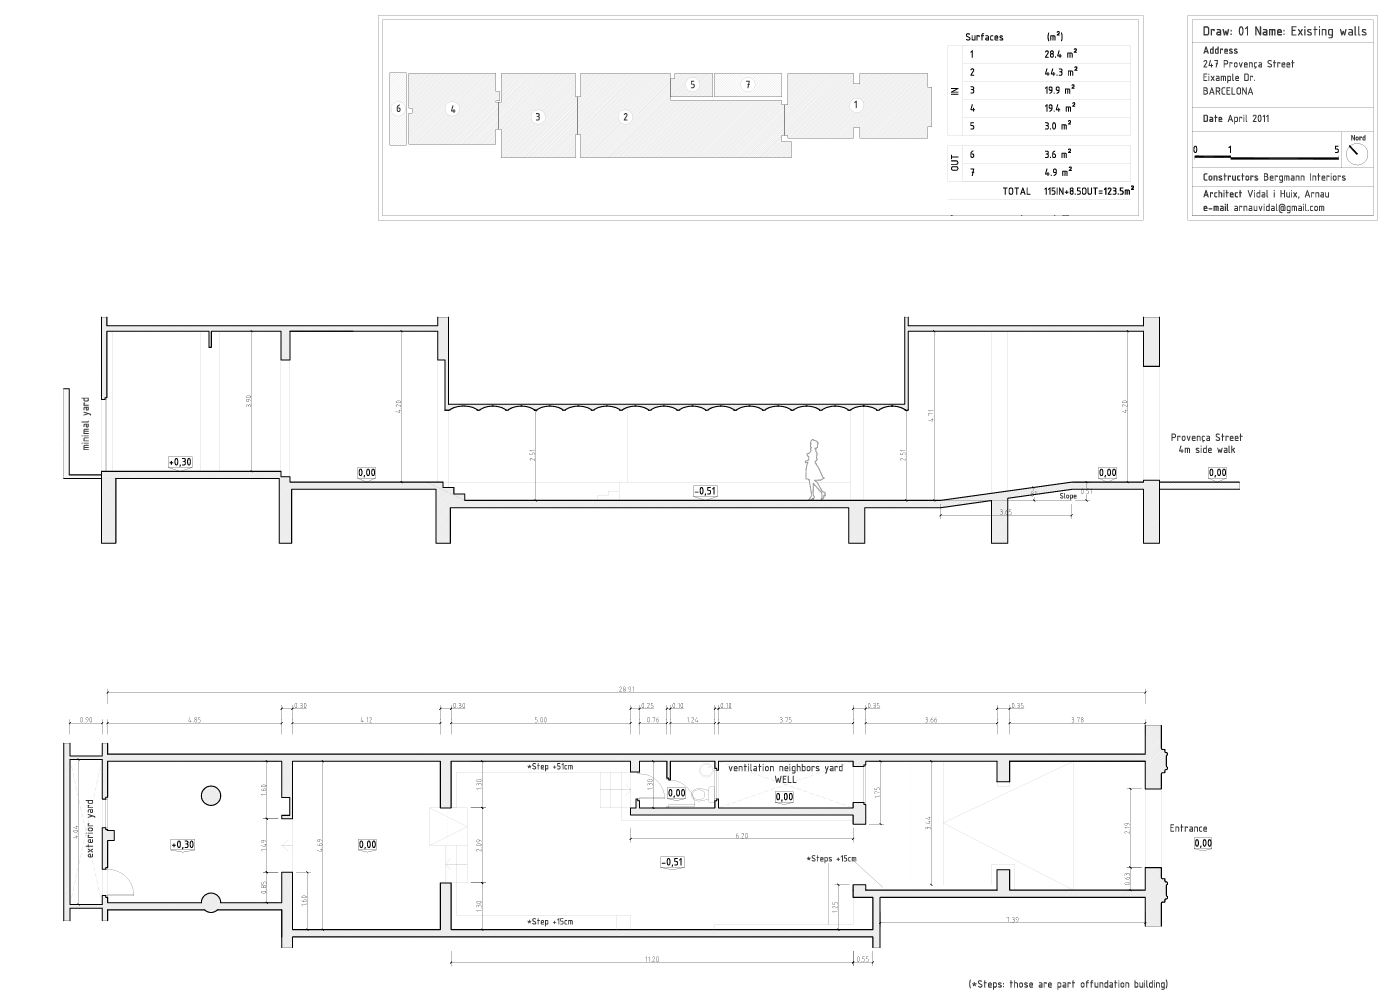 Surfaces (m²)
1 28.4 m²
2 44.3 m²
3 19.9 m²
4 19.4 m²
5 3.0 m²
IN
6 3.6 m²
7 4.9 m²
OUT
TOTAL 115IN+8.5OUT=123.5m²
6 4 3 2 5 7 1
Draw: 01 Name: Existing walls
Address
247 Provença Street
Eixample Dr.
BARCELONA
Date April 2011
0 1 5
Nord
Constructors Bergmann Interiors
Architect Vidal i Huix, Arnau
e-mail arnauvidal@gmail.com
minimal yard
3.90
4.20
2.51
2.51
4.71
4.20
+0,30
0,00
-0,51
0,00
Slope
0.51
3.65
Provença Street
4m side walk
0,00
28.91
0.30 0.30 0.25 0.10 0.10 0.35 0.35
0.90 4.85 4.12 5.00 0.76 1.24 3.75 3.66 3.78
*Step +51cm
ventilation neighbors yard
WELL
0,00
0,00
exterior yard
4.04
+0,30
1.60
1.49
0.85
1.60
4.69
0,00
1.30
2.09
1.30
1.30
6.20
-0,51
*Steps +15cm
1.75
3.44
2.19
0.63
Entrance
0,00
1.25
*Step +15cm
7.39
11.20 0.55
(*Steps: those are part offundation building)